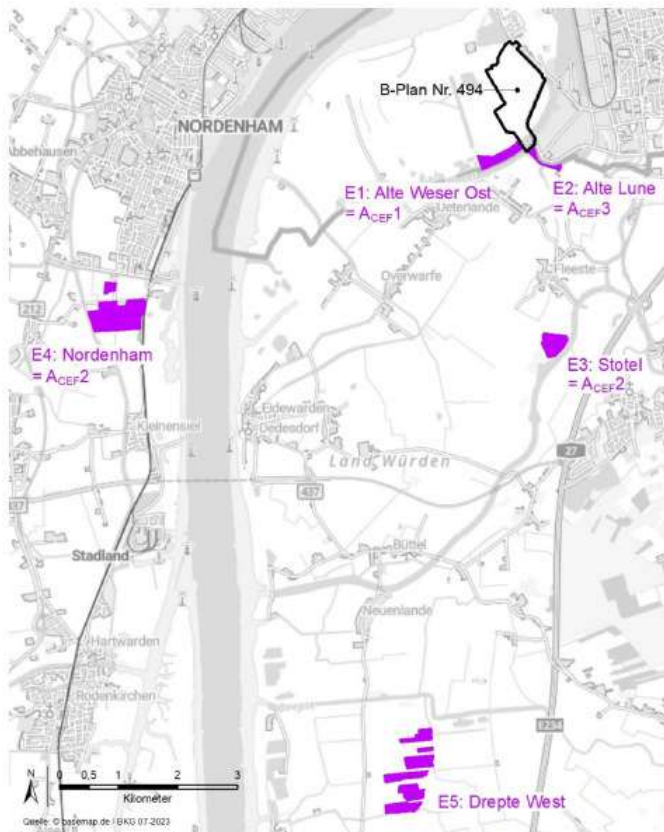 B-Plan Nr. 494
NORDENHAM
Abbehausen
E1: Alte Weser Ost
= ACEF1
E2: Alte Lune
= ACEF3
Ueterlande
Overwarfe
Fleeste
212
E4: Nordenham
= ACEF2
E3: Stotel
= ACEF2
Kleinensiel
Eidewarden
Dedesdorf
Land Würden
27
437
437
Stadland
Büttel
Neuenlande
Hartwarden
Rodenkirchen
E234
N
0 0,5 1 2 3
Kilometer
E5: Drepte West
Quelle: © basemap.de / BKG 07-2023